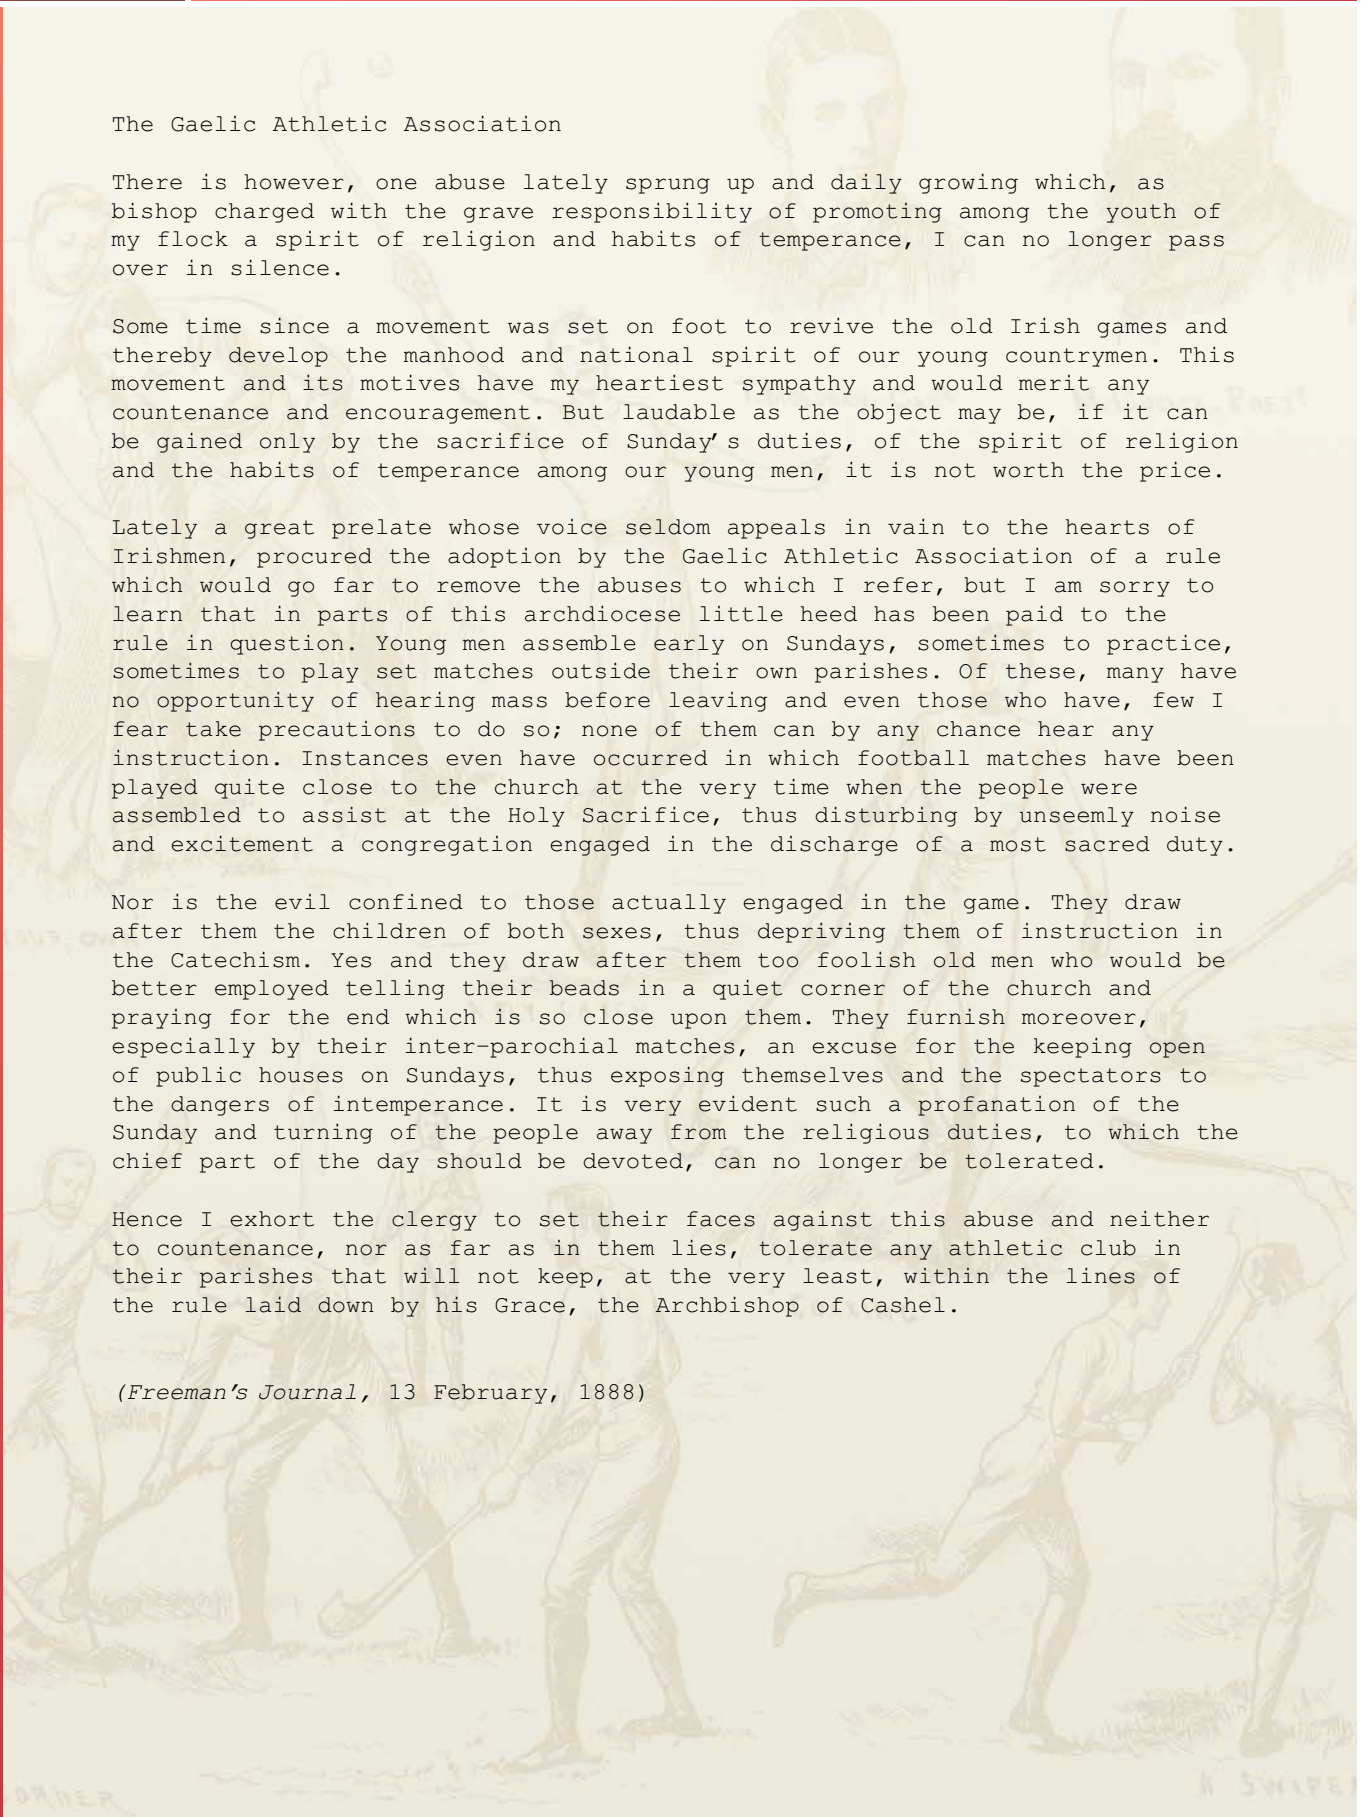 The Gaelic Athletic Association
There is however, one abuse lately sprung up and daily growing which, as
bishop charged with the grave responsibility of promoting among the youth of
my flock a spirit of religion and habits of temperance, I can no longer pass
over in silence.
Some time since a movement was set on foot to revive the old Irish games and
thereby develop the manhood and national spirit of our young countrymen. This
movement and its motives have my heartiest sympathy and would merit any
countenance and encouragement. But laudable as the object may be, if it can
be gained only by the sacrifice of Sunday's duties, of the spirit of religion
and the habits of temperance among our young men, it is not worth the price.
Lately a great prelate whose voice seldom appeals in vain to the hearts of
Irishmen, procured the adoption by the Gaelic Athletic Association of a rule
which would go far to remove the abuses to which I refer, but I am sorry to
learn that in parts of this archdiocese little heed has been paid to the
rule in question. Young men assemble early on Sundays, sometimes to practice,
sometimes to play set matches outside their own parishes. Of these, many have
no opportunity of hearing mass before leaving and even those who have, few I
fear take precautions to do so; none of them can by any chance hear any
instruction. Instances even have occurred in which football matches have been
played quite close to the church at the very time when the people were
assembled to assist at the Holy Sacrifice, thus disturbing by unseemly noise
and excitement a congregation engaged in the discharge of a most sacred duty.
Nor is the evil confined to those actually engaged in the game. They draw
after them the children of both sexes, thus depriving them of instruction in
the Catechism. Yes and they draw after them too foolish old men who would be
better employed telling their beads in a quiet corner of the church and
praying for the end which is so close upon them. They furnish moreover,
especially by their inter-parochial matches, an excuse for the keeping open
of public houses on Sundays, thus exposing themselves and the spectators to
the dangers of intemperance. It is very evident such a profanation of the
Sunday and turning of the people away from the religious duties, to which the
chief part of the day should be devoted, can no longer be tolerated.
Hence I exhort the clergy to set their faces against this abuse and neither
to countenance, nor as far as in them lies, tolerate any athletic club in
their parishes that will not keep, at the very least, within the lines of
the rule laid down by his Grace, the Archbishop of Cashel.
(Freeman's Journal, 13 February, 1888)
A SWIPER